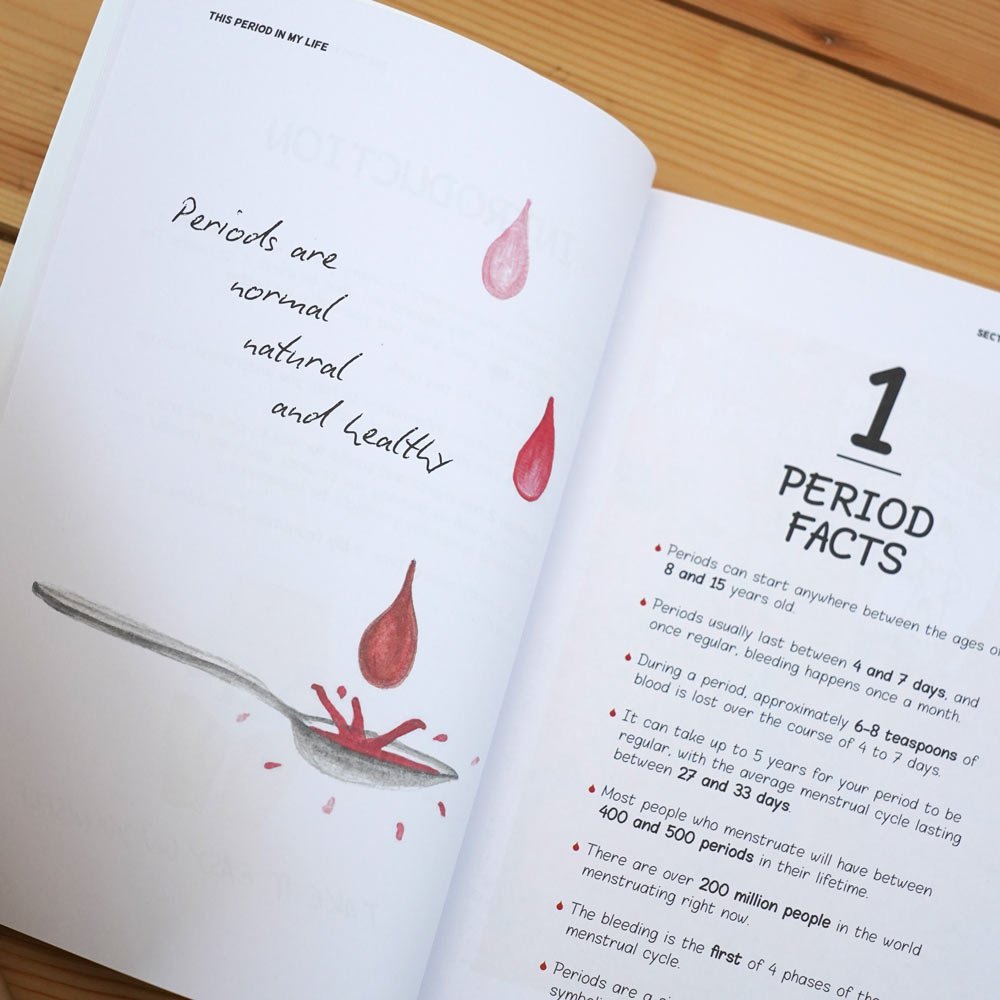 THIS PERIOD IN MY LIFE
Periods are
normal
natural
and healthy
SECT
1
PERIOD
FACTS
Periods can start anywhere between the ages
8 and 15 years old.
Periods usually last between 4 and 7 days, and
once regular, bleeding happens once a month.
During a period, approximately 6-8 teaspoons of
blood is lost over the course of 4 to 7 days.
It can take up to 5 years for your period to be
regular, with the average menstrual cycle lasting
between 27 and 33 days.
Most people who menstruate will have between
400 and 500 periods in their lifetime.
There are over 200 million people in the world
menstruating right now.
The bleeding is the first of 4 phases of the
menstrual cycle.
Periods are a